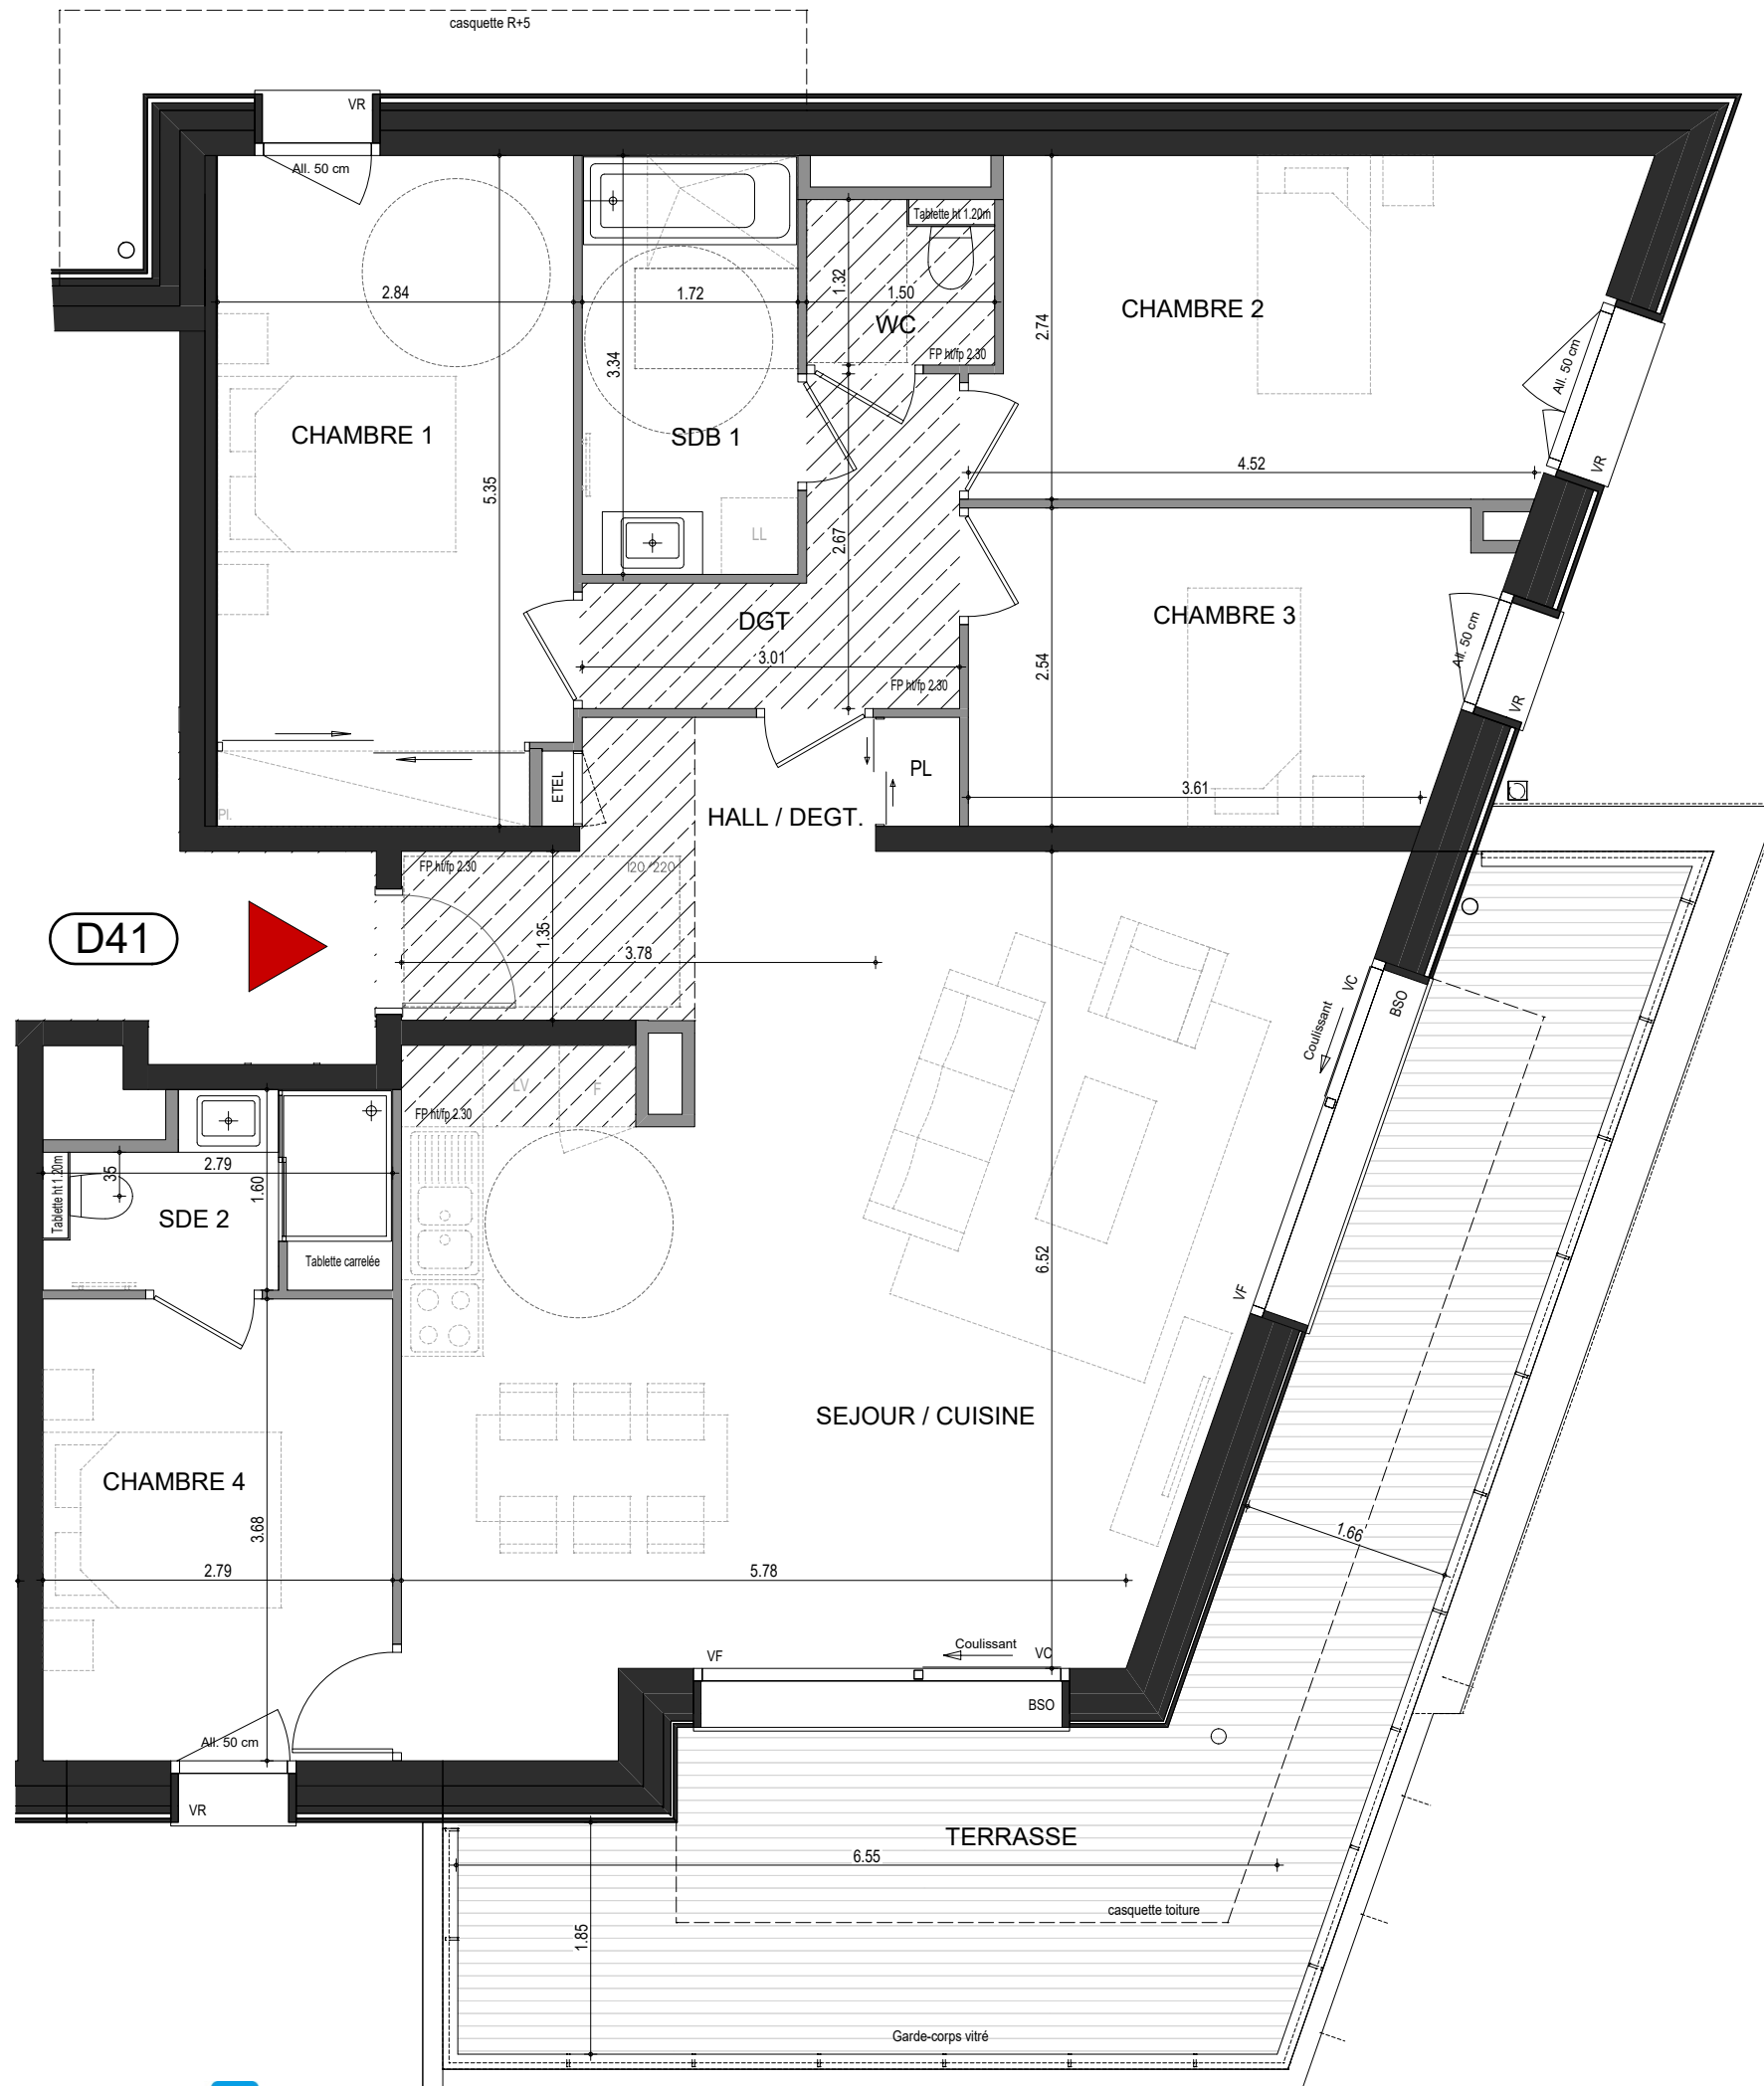 casquette R+5
VR
All. 50 cm
Tablette ht 1.20m
1.32
2.84
1.72
1.50
WC
CHAMBRE 2
2.74
FP ht/fp 2.30
3.34
All. 50 cm
CHAMBRE 1
SDB 1
4.52
VR
5.35
LL
2.67
DGT
CHAMBRE 3
3.01
2.54
All. 50 cm
FP ht/fp 2.30
VR
PL
ETEL
3.61
Pl.
HALL / DEGT.
FP ht/fp 2.30
120/220
D41
1.35
3.78
VC
BSO
Coulissant
LV
F
FP ht/fp 2.30
35
2.79
1.60
Tablette ht 1.20m
SDE 2
Tablette carrelée
6.52
VF
SEJOUR / CUISINE
CHAMBRE 4
3.68
1.66
2.79
5.78
Coulissant
VF
VC
BSO
All. 50 cm
VR
TERRASSE
6.55
casquette toiture
1.85
Garde-corps vitré